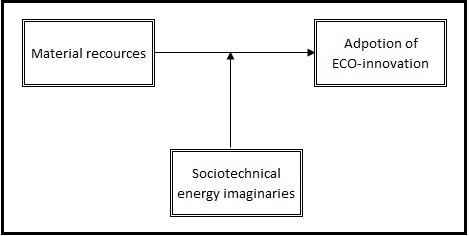 Material recources
Adpotion of
ECO-innovation
Sociotechnical
energy imaginaries